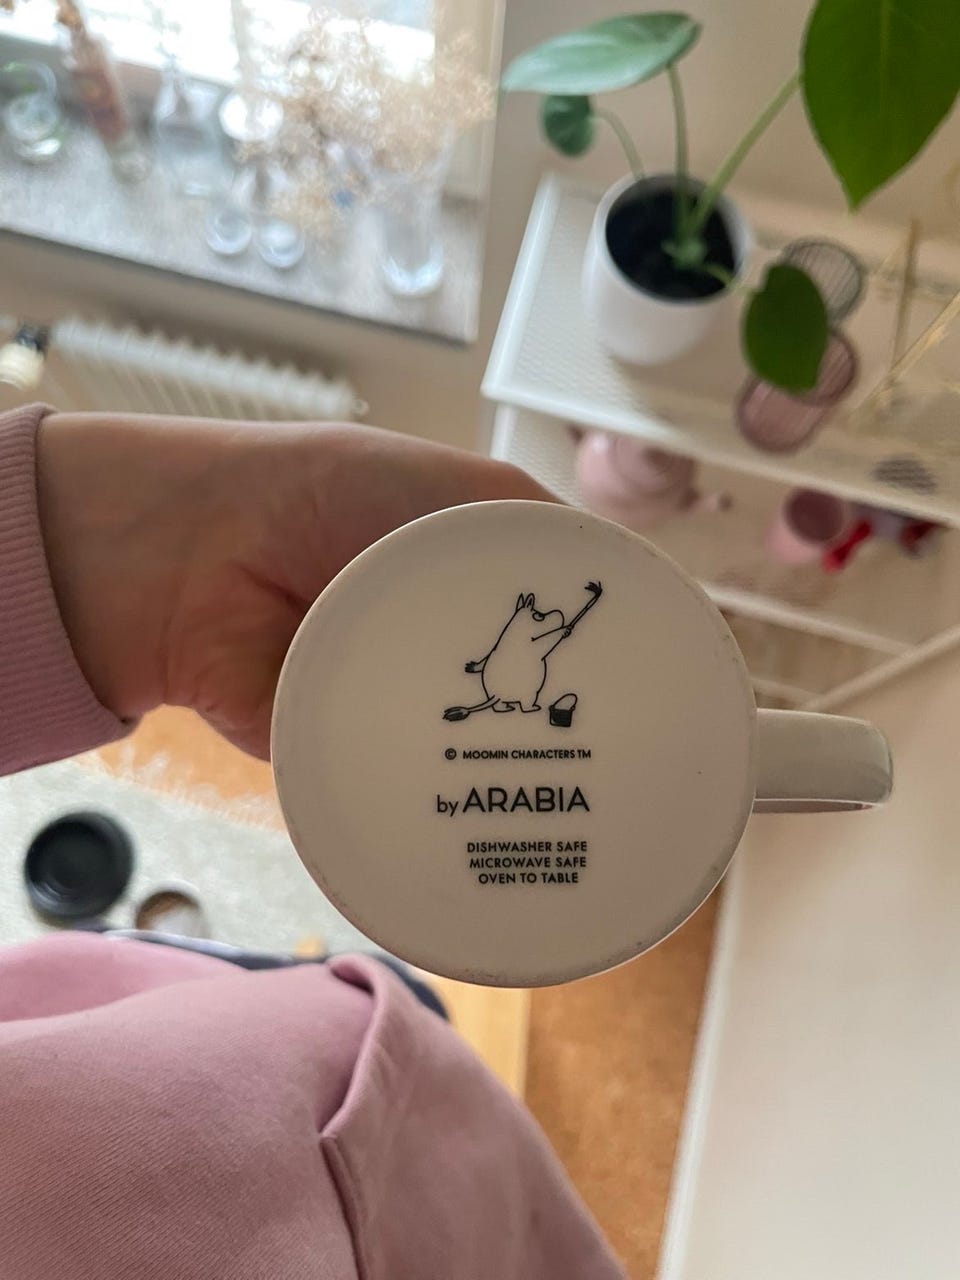 © MOOMIN CHARACTERS TM
by ARABIA
DISHWASHER SAFE
MICROWAVE SAFE
OVEN TO TABLE